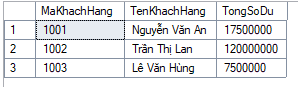 MaKhachHang TenKhachHang TongSoDu
1 1001 Nguyễn Văn An 17500000
2 1002 Trần Thị Lan 120000000
3 1003 Lê Văn Hùng 7500000